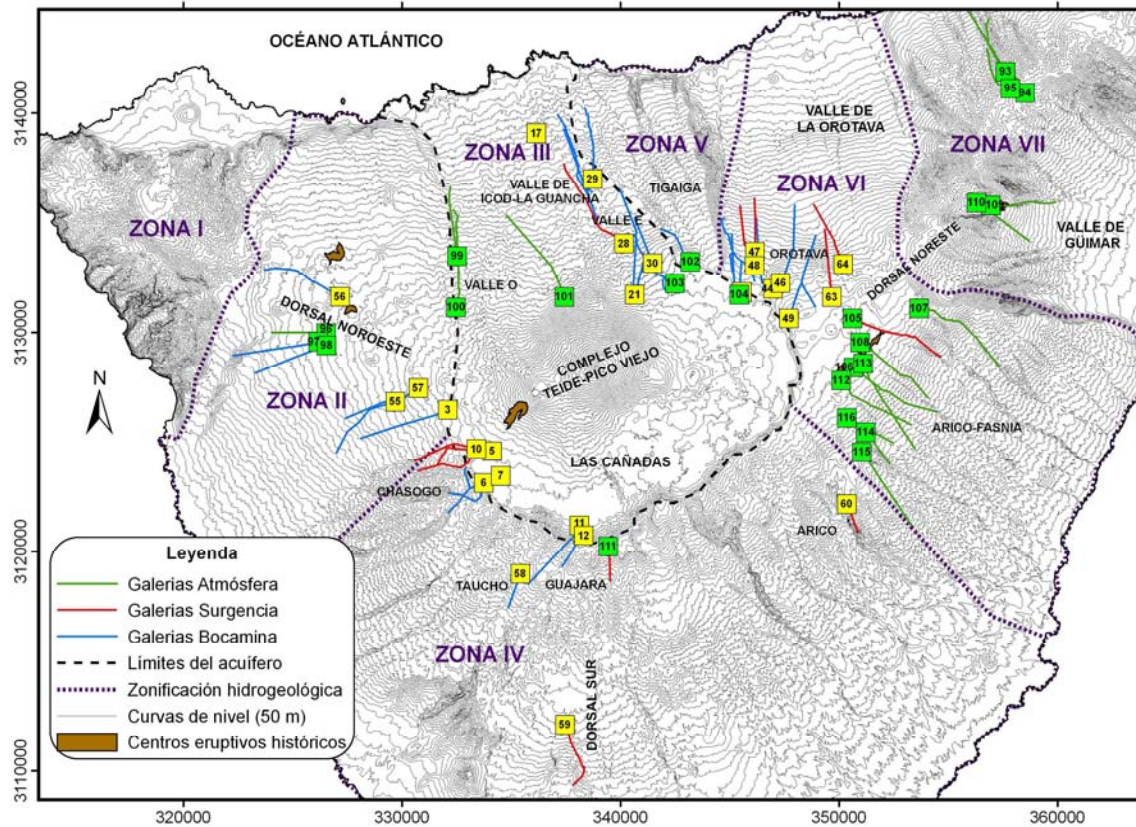 OCÉANO ATLÁNTICO
93
95
94
3140000
17
VALLE DE
LA OROTAVA
ZONA III
ZONA V
ZONA VII
29
VALLE DE
ICOD-LA GUANCHA
TIGAIGA
ZONA VI
110
109
ZONA I
VALLE E
VALLE DE
GÜIMAR
28
47
OROTAVA
99
30
102
48
64
DORSAL NORESTE
VALLE O
103
46
56
101
21
104
44
63
100
107
DORSAL NOROESTE
49
105
3130000
96
97
98
108
COMPLEJO
TEIDE-PICO VIEJO
113
106
112
57
55
3
116
ZONA II
114
ARICO-FASNIA
10
5
115
N
LAS CAÑADAS
7
6
CHASOGO
60
11
12
ARICO
111
3120000
58
TAUCHO
GUAJARA
ZONA IV
59
DORSAL SUR
3110000
Leyenda
Galerias Atmósfera
Galerias Surgencia
Galerias Bocamina
Límites del acuífero
Zonificación hidrogeológica
Curvas de nivel (50 m)
Centros eruptivos históricos
320000
330000
340000
350000
360000